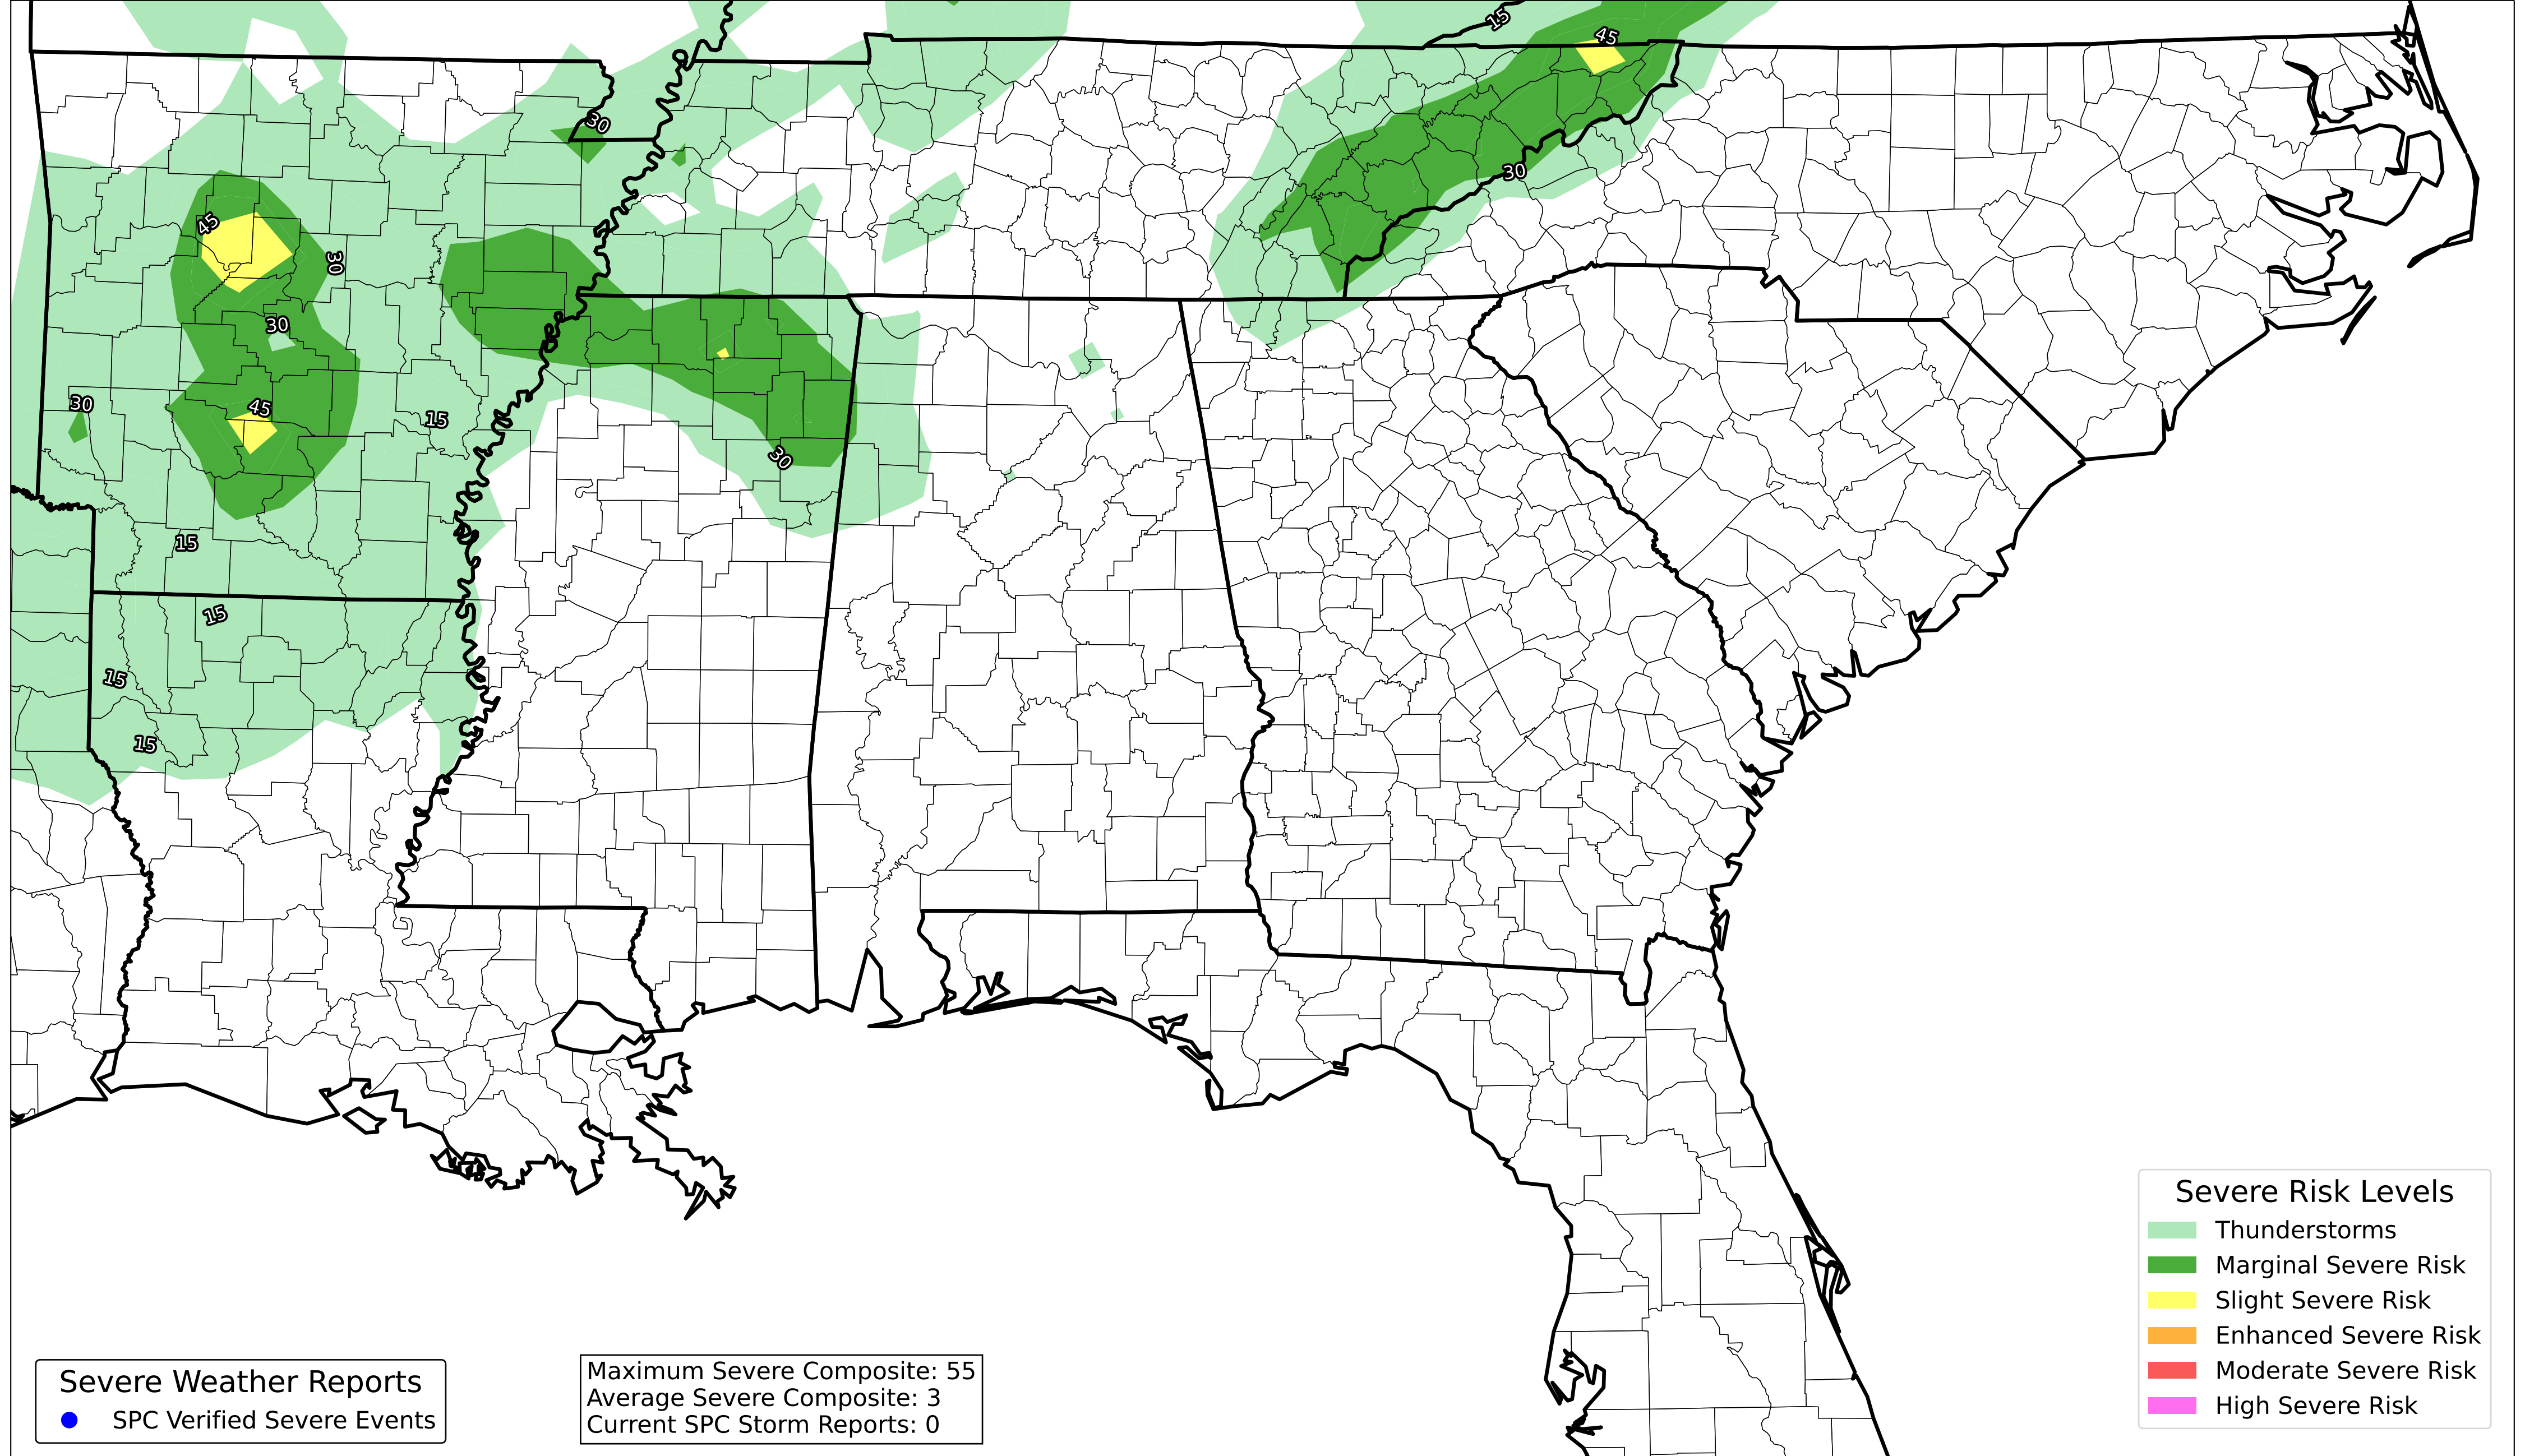 15
45
30
30
45
30
30
30
45
15
30
15
15
15
15
Severe Risk Levels
Thunderstorms
Marginal Severe Risk
Slight Severe Risk
Enhanced Severe Risk
Moderate Severe Risk
High Severe Risk
Severe Weather Reports
SPC Verified Severe Events
Maximum Severe Composite: 55
Average Severe Composite: 3
Current SPC Storm Reports: 0